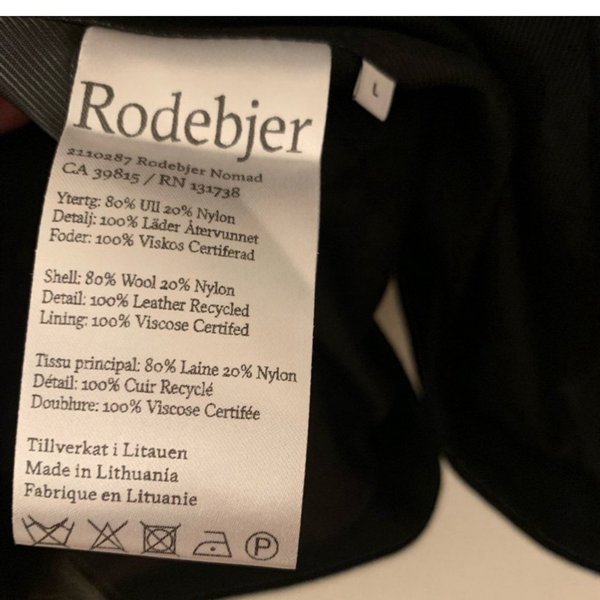 Rodebjer
L
2110287 Rodebjer Nomad
CA 39815 / RN 131738
Ytertg: 80% Ull 20% Nylon
Detalj: 100% Läder Återvunnet
Foder: 100% Viskos Certiferad
Shell: 80% Wool 20% Nylon
Detail: 100% Leather Recycled
Lining: 100% Viscose Certifed
Tissu principal: 80% Laine 20% Nylon
Détail: 100% Cuir Recyclé
Doublure: 100% Viscose Certifée
Tillverkat i Litauen
Made in Lithuania
Fabrique en Lituanie
P